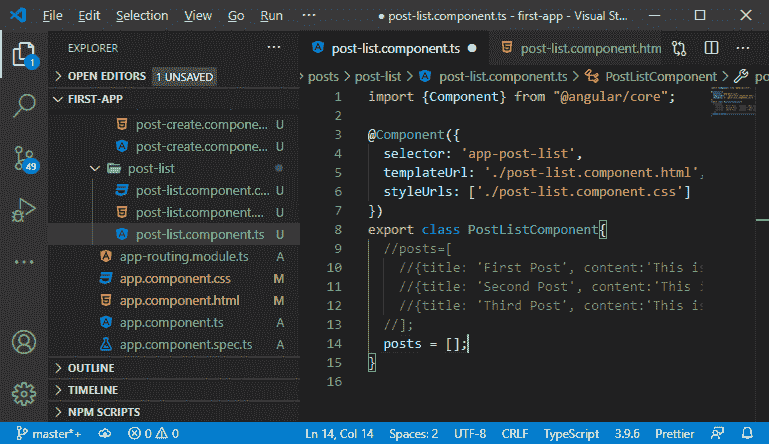 File Edit Selection View Go Run ··· ● post-list.component.ts - first-app - Visual St...
EXPLORER ···
OPEN EDITORS 1 UNSAVED
FIRST-APP
post-create.compone... U
post-create.compone... U
post-list
post-list.component.c... U
post-list.component.... U
post-list.component.ts U
app-routing.module.ts A
app.component.css M
app.component.html M
app.component.ts A
app.component.spec.ts A
OUTLINE
TIMELINE
NPM SCRIPTS
1
49
post-list.component.ts ● post-list.component.htm ···
posts > post-list > post-list.component.ts > PostListComponent > po
1 import {Component} from "@angular/core";
2
3 @Component({
4 selector: 'app-post-list',
5 templateUrl: './post-list.component.html',
6 styleUrls: ['./post-list.component.css']
7 })
8 export class PostListComponent{
9 //posts=[
10 //{title: 'First Post', content:'This is
11 //{title: 'Second Post', content:'This i
12 //{title: 'Third Post', content:'This is
13 //];
14 posts = [];
15 }
16
master*+ 0 0 Ln 14, Col 14 Spaces: 2 UTF-8 CRLF TypeScript 3.9.6 Prettier